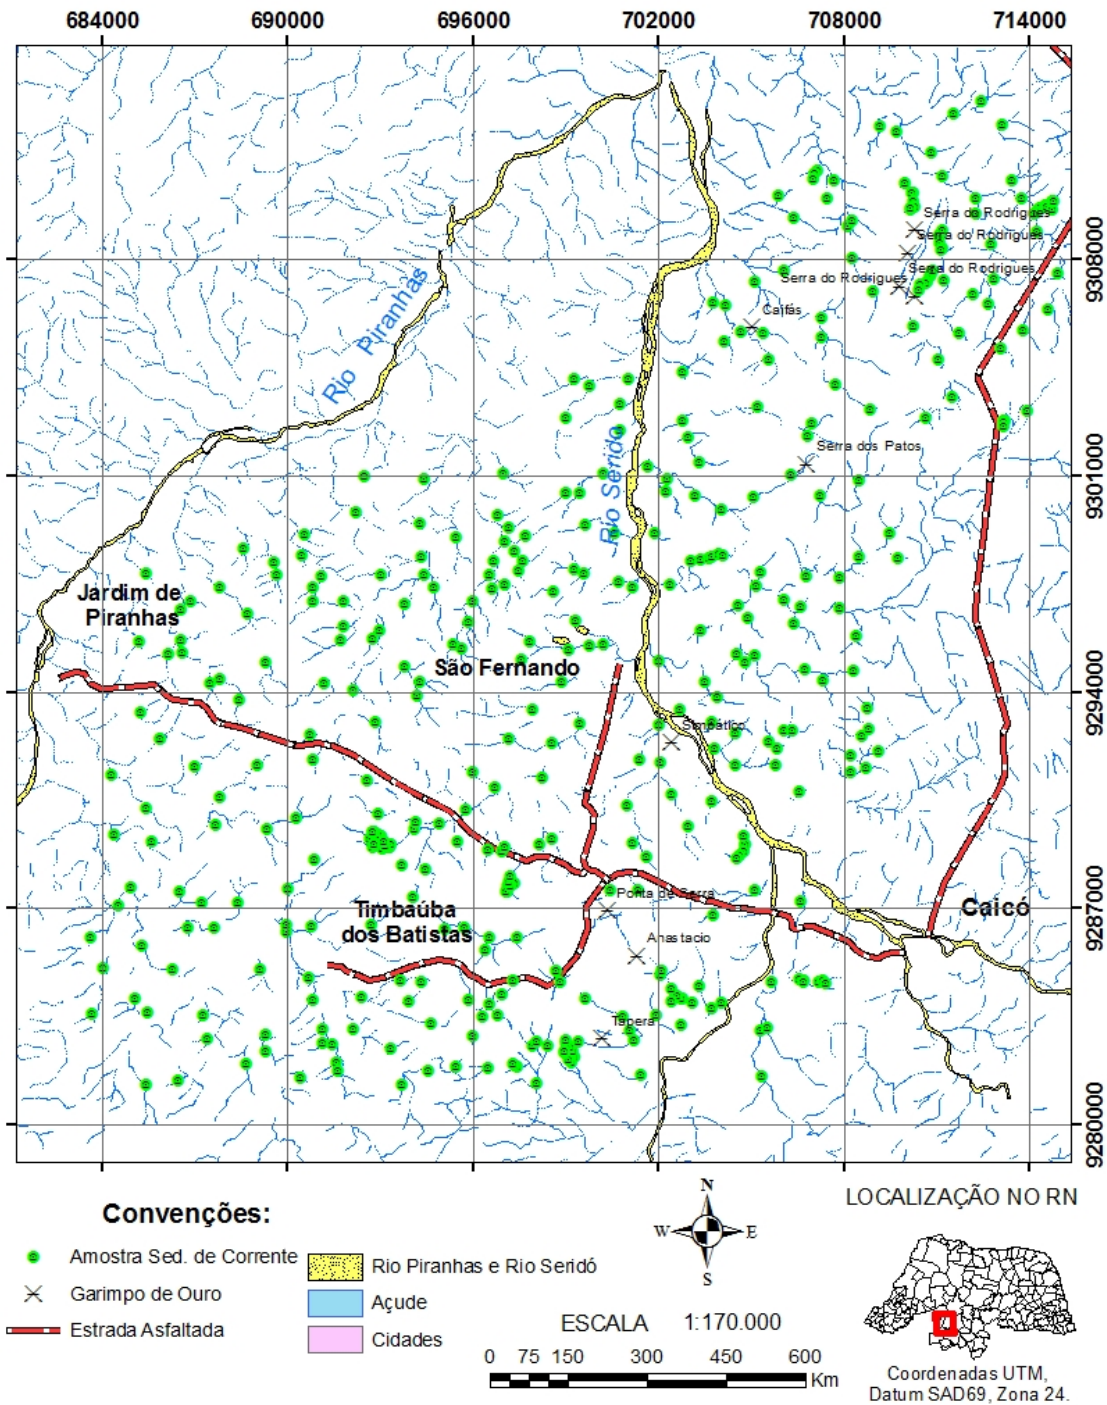 684000 690000 696000 702000 708000 714000
Serra do Rodrigues
Serra do Rodrigues
Serra do Rodrigues
Serra do Rodrigues
9308000
Rio Piranhas
Caifás
Rio Seridó
Serra dos Patos
9301000
Jardim de
Piranhas
São Fernando
9294000
Simpático
Ponta da Serra
9287000
Timbaúba
dos Batistas
Caicó
Anastacio
Tapera
9280000
Convenções:
Amostra Sed. de Corrente
Garimpo de Ouro
Estrada Asfaltada
Rio Piranhas e Rio Seridó
Açude
Cidades
N
W E
S
ESCALA 1:170.000
0 75 150 300 450 600
Km
LOCALIZAÇÃO NO RN
Coordenadas UTM,
Datum SAD69, Zona 24.